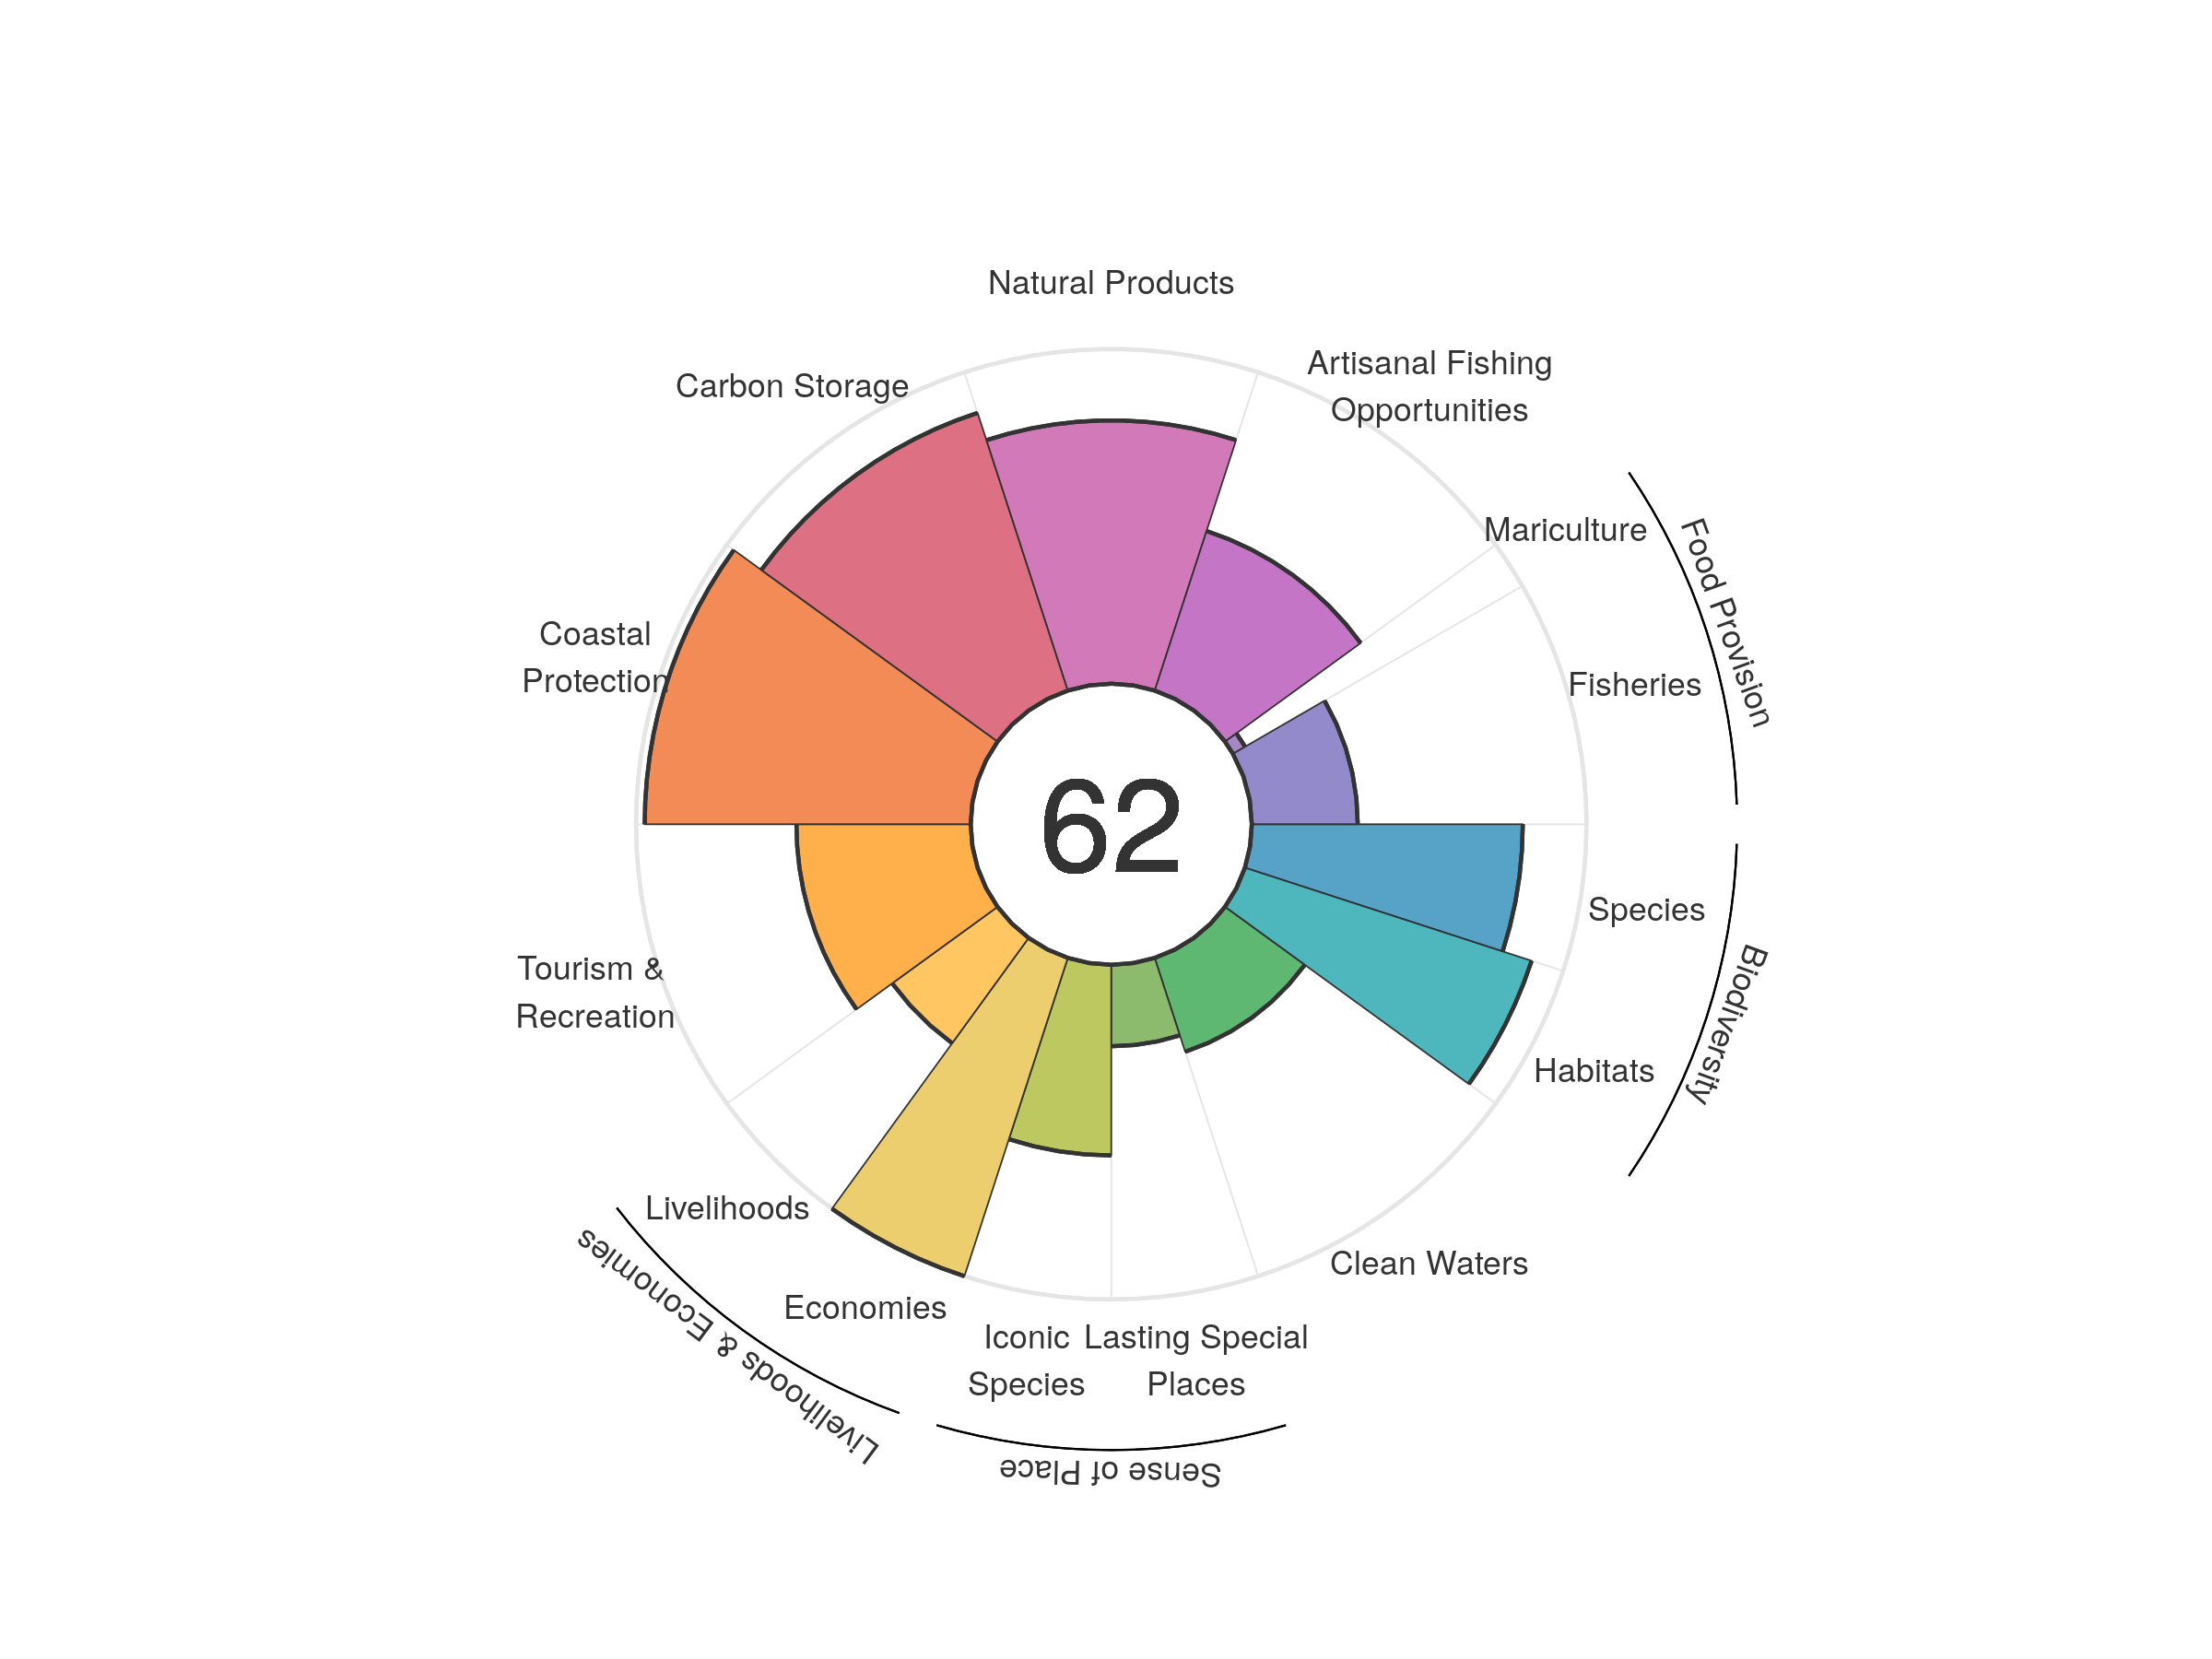 Natural Products
Artisanal Fishing
Opportunities
Carbon Storage
Mariculture
Food Provision
Coastal
Protection
Fisheries
62
Species
Biodiversity
Tourism &
Recreation
Habitats
Livelihoods
Clean Waters
Livelihoods & Economies
Economies
Iconic
Species
Lasting Special
Places
Sense of Place